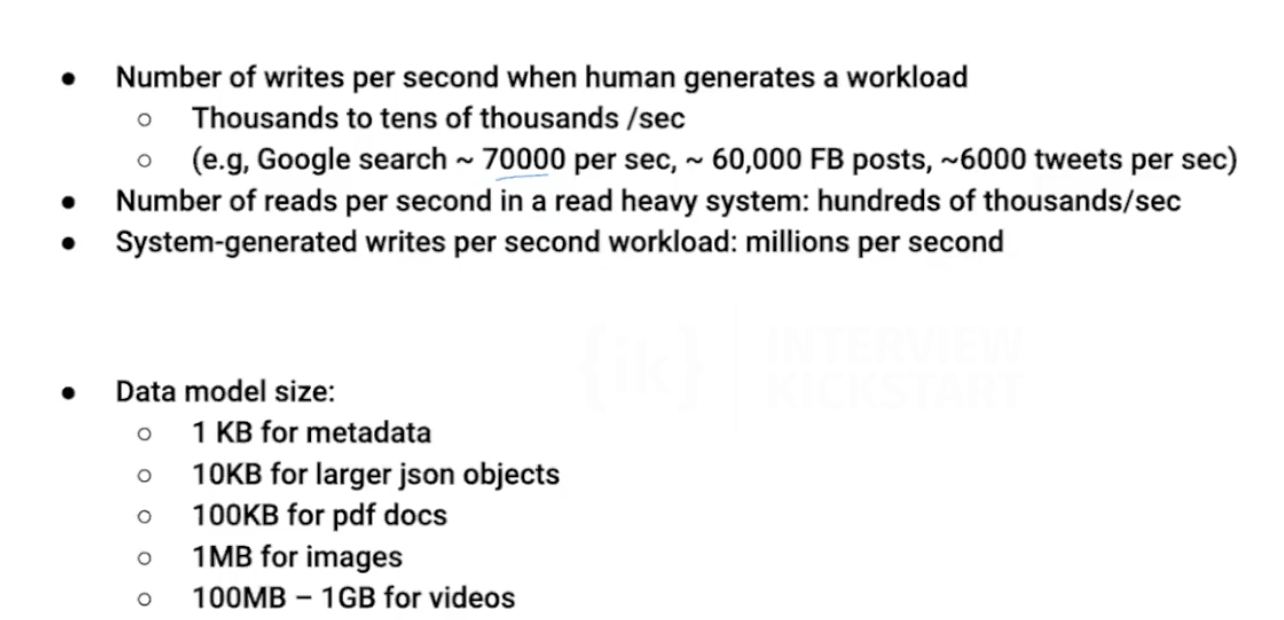 ● Number of writes per second when human generates a workload
○ Thousands to tens of thousands /sec
○ (e.g, Google search ~ 70000 per sec, ~ 60,000 FB posts, ~6000 tweets per sec)
● Number of reads per second in a read heavy system: hundreds of thousands/sec
● System-generated writes per second workload: millions per second
{ik} INTERVIEW
KICKSTART
● Data model size:
○ 1 KB for metadata
○ 10KB for larger json objects
○ 100KB for pdf docs
○ 1MB for images
○ 100MB – 1GB for videos